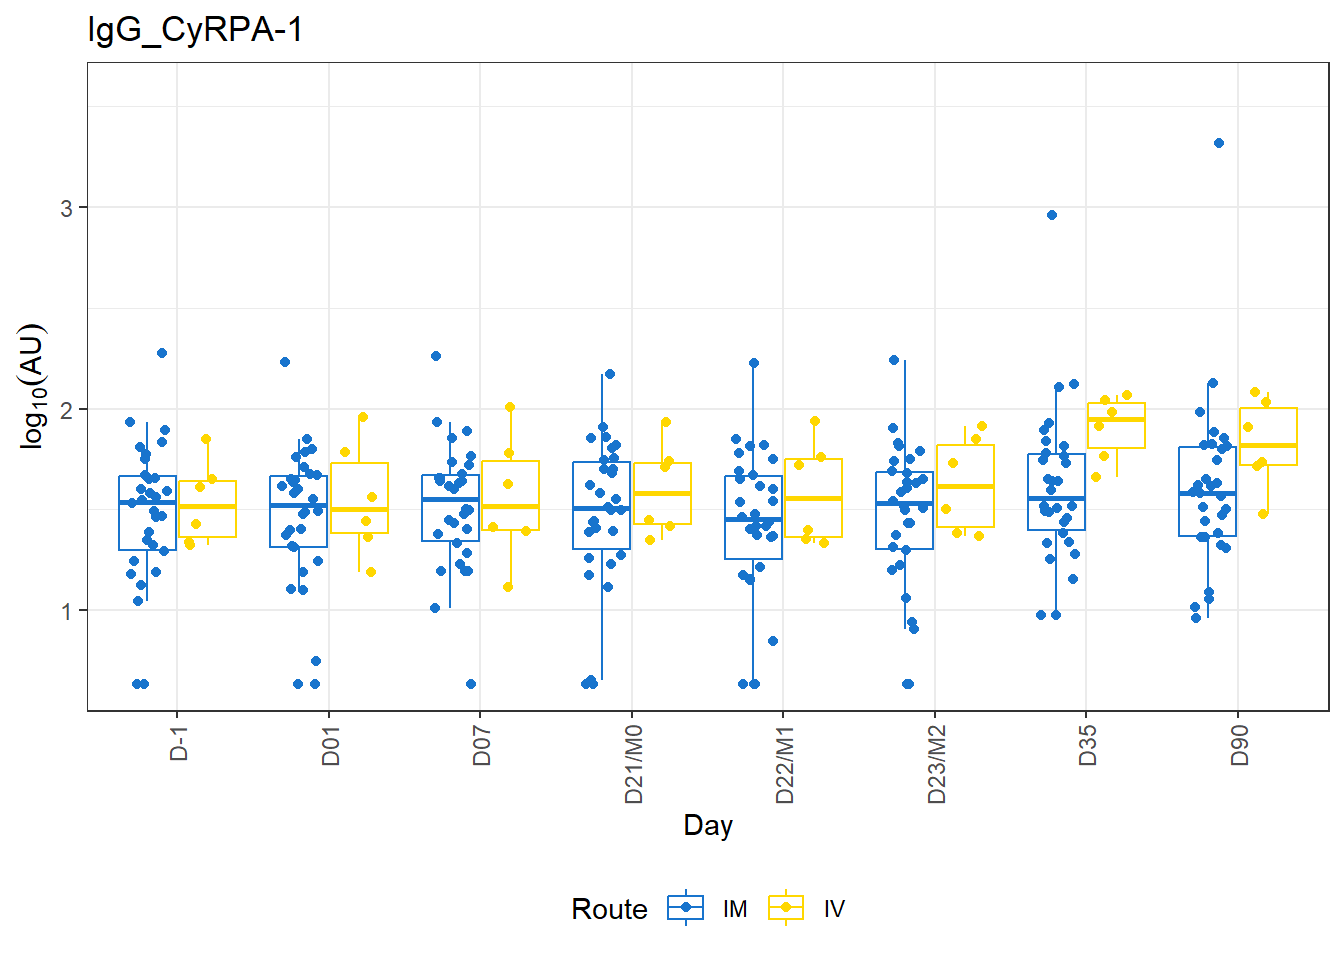 IgG_CyRPA-1
log10(AU)
3
2
1
D-1
D01
D07
D21/M0
D22/M1
D23/M2
D35
D90
Day
Route IM IV